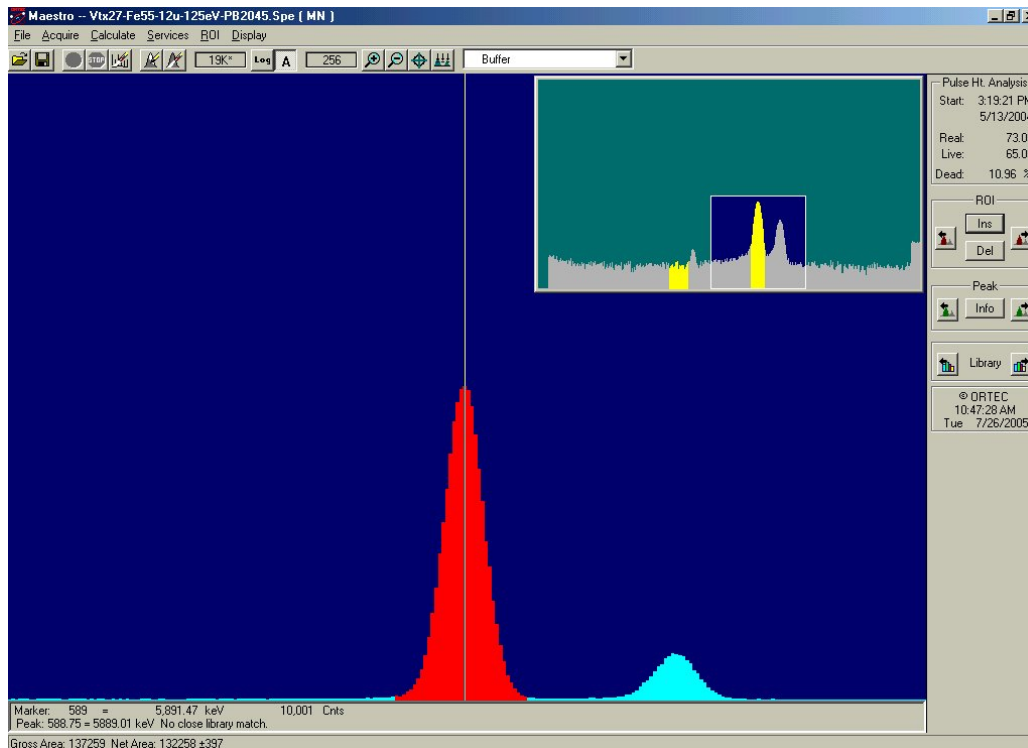 Maestro -- Vtx27-Fe55-12u-125eV-PB2045.Spe ( MN )
File Acquire Calculate Services ROI Display
STOP 19K" Log A 256 Buffer
Pulse Ht. Analysis
Start: 3:19:21 PM
5/13/2004
Real: 73.0
Live: 65.0
Dead: 10.96 %
ROI
Ins
Del
Peak
Info
Library
© ORTEC
10:47:28 AM
Tue 7/26/2005
Marker: 589 = 5,891.47 keV 10,001 Cnts
Peak: 588.75 = 5889.01 keV No close library match.
Gross Area: 137259 Net Area: 132258 ±397